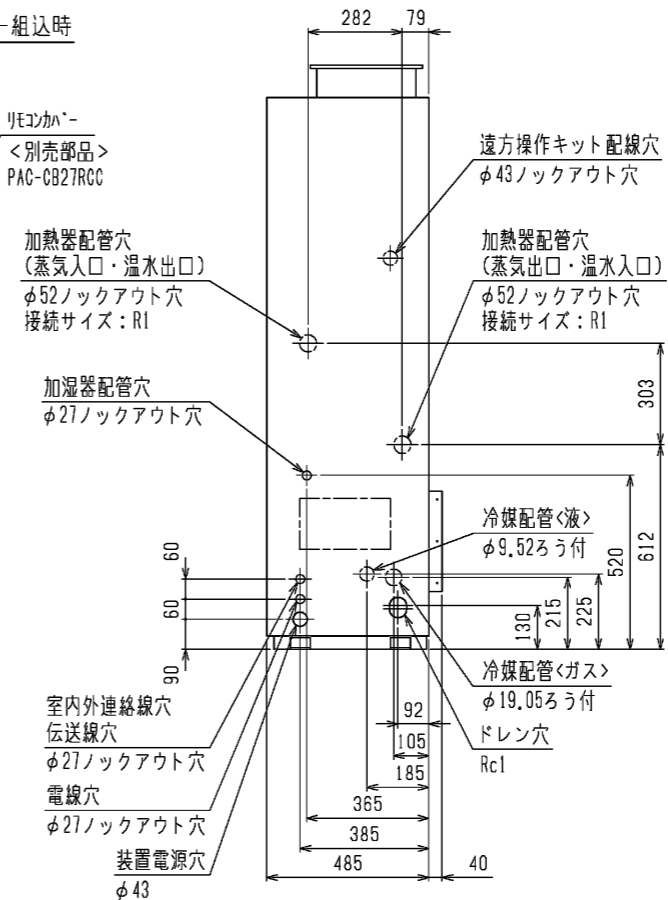 ー組込時
282
79
リモコンカバー
<別売部品>
PAC-CB27RCC
遠方操作キット配線穴
φ43ノックアウト穴
加熱器配管穴
(蒸気入口・温水出口)
φ52ノックアウト穴
接続サイズ：R1
加熱器配管穴
(蒸気出口・温水入口)
φ52ノックアウト穴
接続サイズ：R1
303
加湿器配管穴
φ27ノックアウト穴
冷媒配管<液>
φ9.52ろう付
60
60
90
130
215
225
520
612
室内外連絡線穴
伝送線穴
φ27ノックアウト穴
冷媒配管<ガス>
φ19.05ろう付
92
ドレン穴
Rc1
105
185
電線穴
φ27ノックアウト穴
365
385
装置電源穴
φ43
485
40